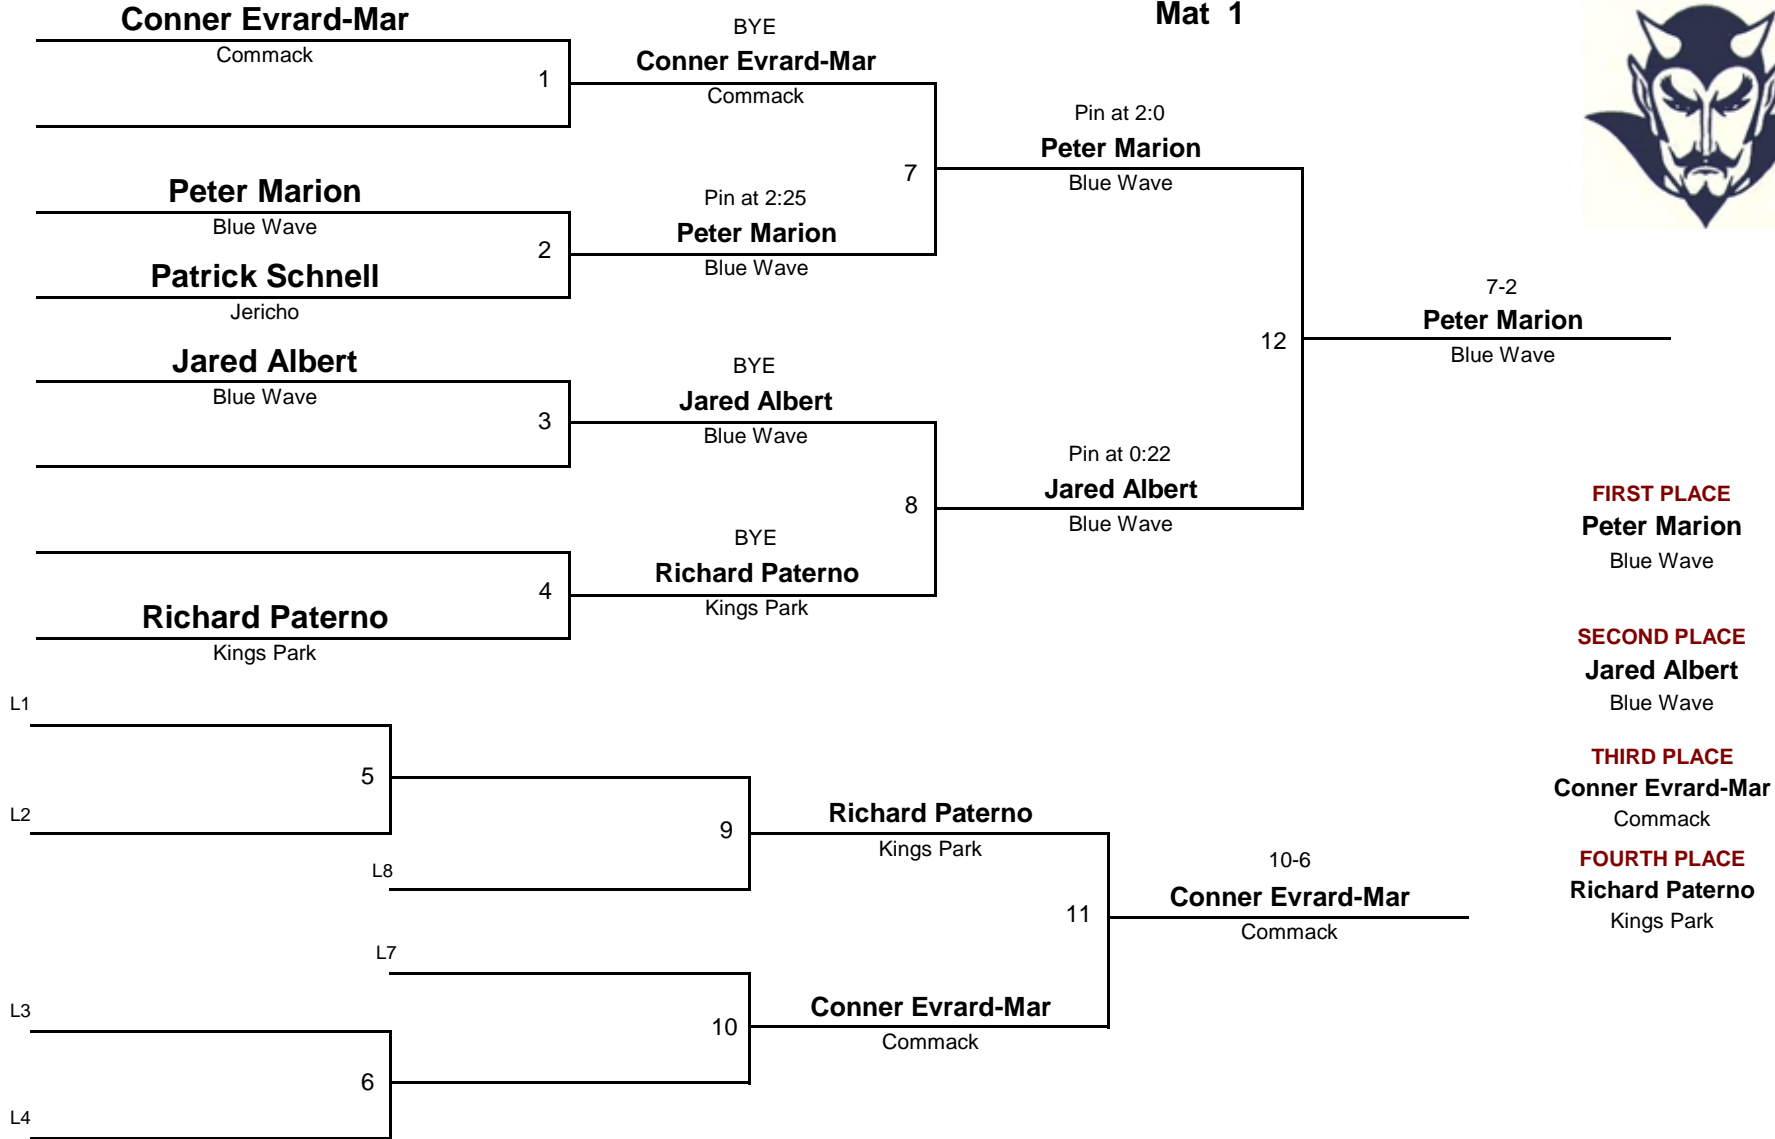 Mat 1
Conner Evrard-Mar
Commack
1
BYE
Conner Evrard-Mar
Commack
Peter Marion
Blue Wave
2
Patrick Schnell
Jericho
Pin at 2:25
Peter Marion
Blue Wave
7
Pin at 2:0
Peter Marion
Blue Wave
Jared Albert
Blue Wave
3
BYE
Jared Albert
Blue Wave
4
Richard Paterno
Kings Park
BYE
Richard Paterno
Kings Park
8
Pin at 0:22
Jared Albert
Blue Wave
12
7-2
Peter Marion
Blue Wave
FIRST PLACE
Peter Marion
Blue Wave
SECOND PLACE
Jared Albert
Blue Wave
THIRD PLACE
Conner Evrard-Mar
Commack
FOURTH PLACE
Richard Paterno
Kings Park
L1
5
L2
9
L8
Richard Paterno
Kings Park
11
10-6
Conner Evrard-Mar
Commack
L7
10
Conner Evrard-Mar
Commack
L3
6
L4